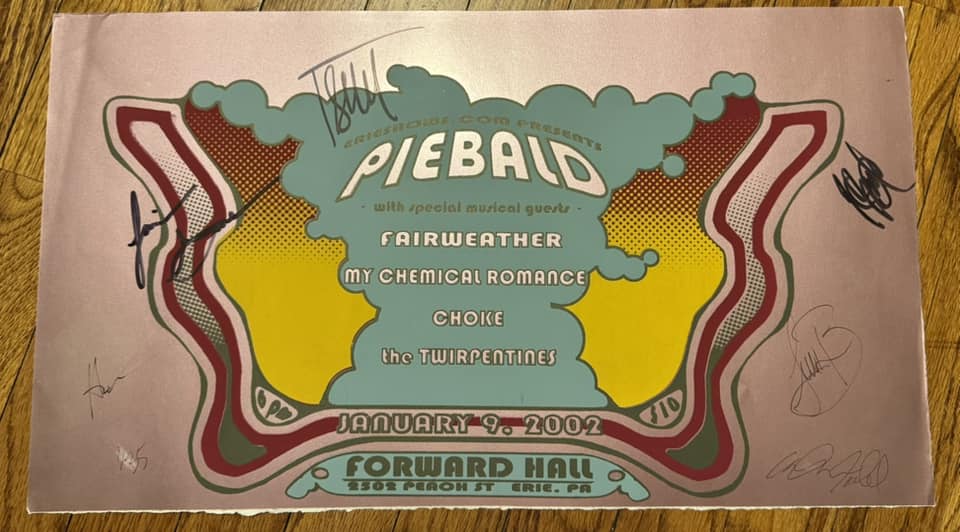 ERIESHOWS.COM PRESENTS
PIEBALD
- with special musical guests -
FAIRWEATHER
MY CHEMICAL ROMANCE
CHOKE
the TWIRPENTINES
6 pm
$10
JANUARY 9. 2002
FORWARD HALL
2502 PEACH ST ERIE. PA